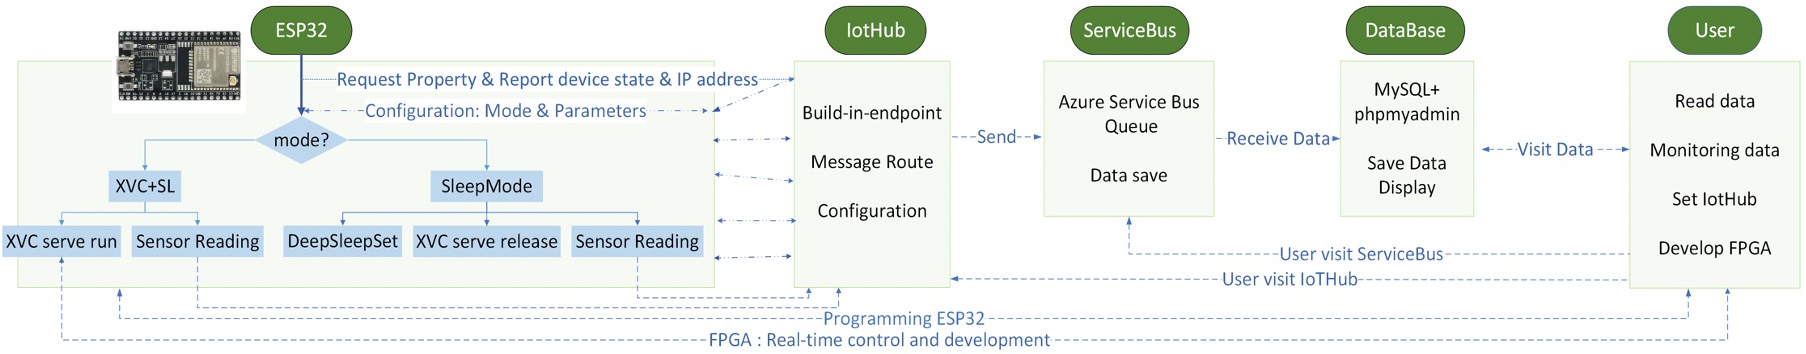 ESP32
IotHub
ServiceBus
DataBase
User
Request Property & Report device state & IP address
Configuration: Mode & Parameters
mode?
XVC+SL
SleepMode
XVC serve run
Sensor Reading
DeepSleepSet
XVC serve release
Sensor Reading
Build-in-endpoint
Message Route
Configuration
Send
Azure Service Bus
Queue
Data save
Receive Data
MySQL+
phpmyadmin
Save Data
Display
Visit Data
Read data
Monitoring data
Set IotHub
Develop FPGA
User visit ServiceBus
User visit IoTHub
Programming ESP32
FPGA : Real-time control and development